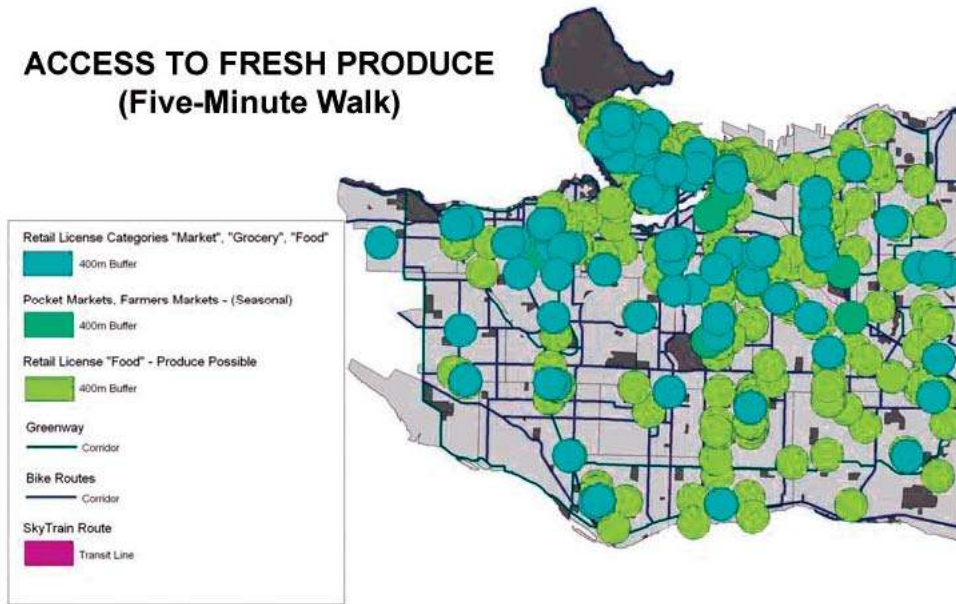 ACCESS TO FRESH PRODUCE
(Five-Minute Walk)
Retail License Categories "Market", "Grocery", "Food"
400m Buffer
Pocket Markets, Farmers Markets - (Seasonal)
400m Buffer
Retail License "Food" - Produce Possible
400m Buffer
Greenway
Corridor
Bike Routes
Corridor
SkyTrain Route
Transit Line